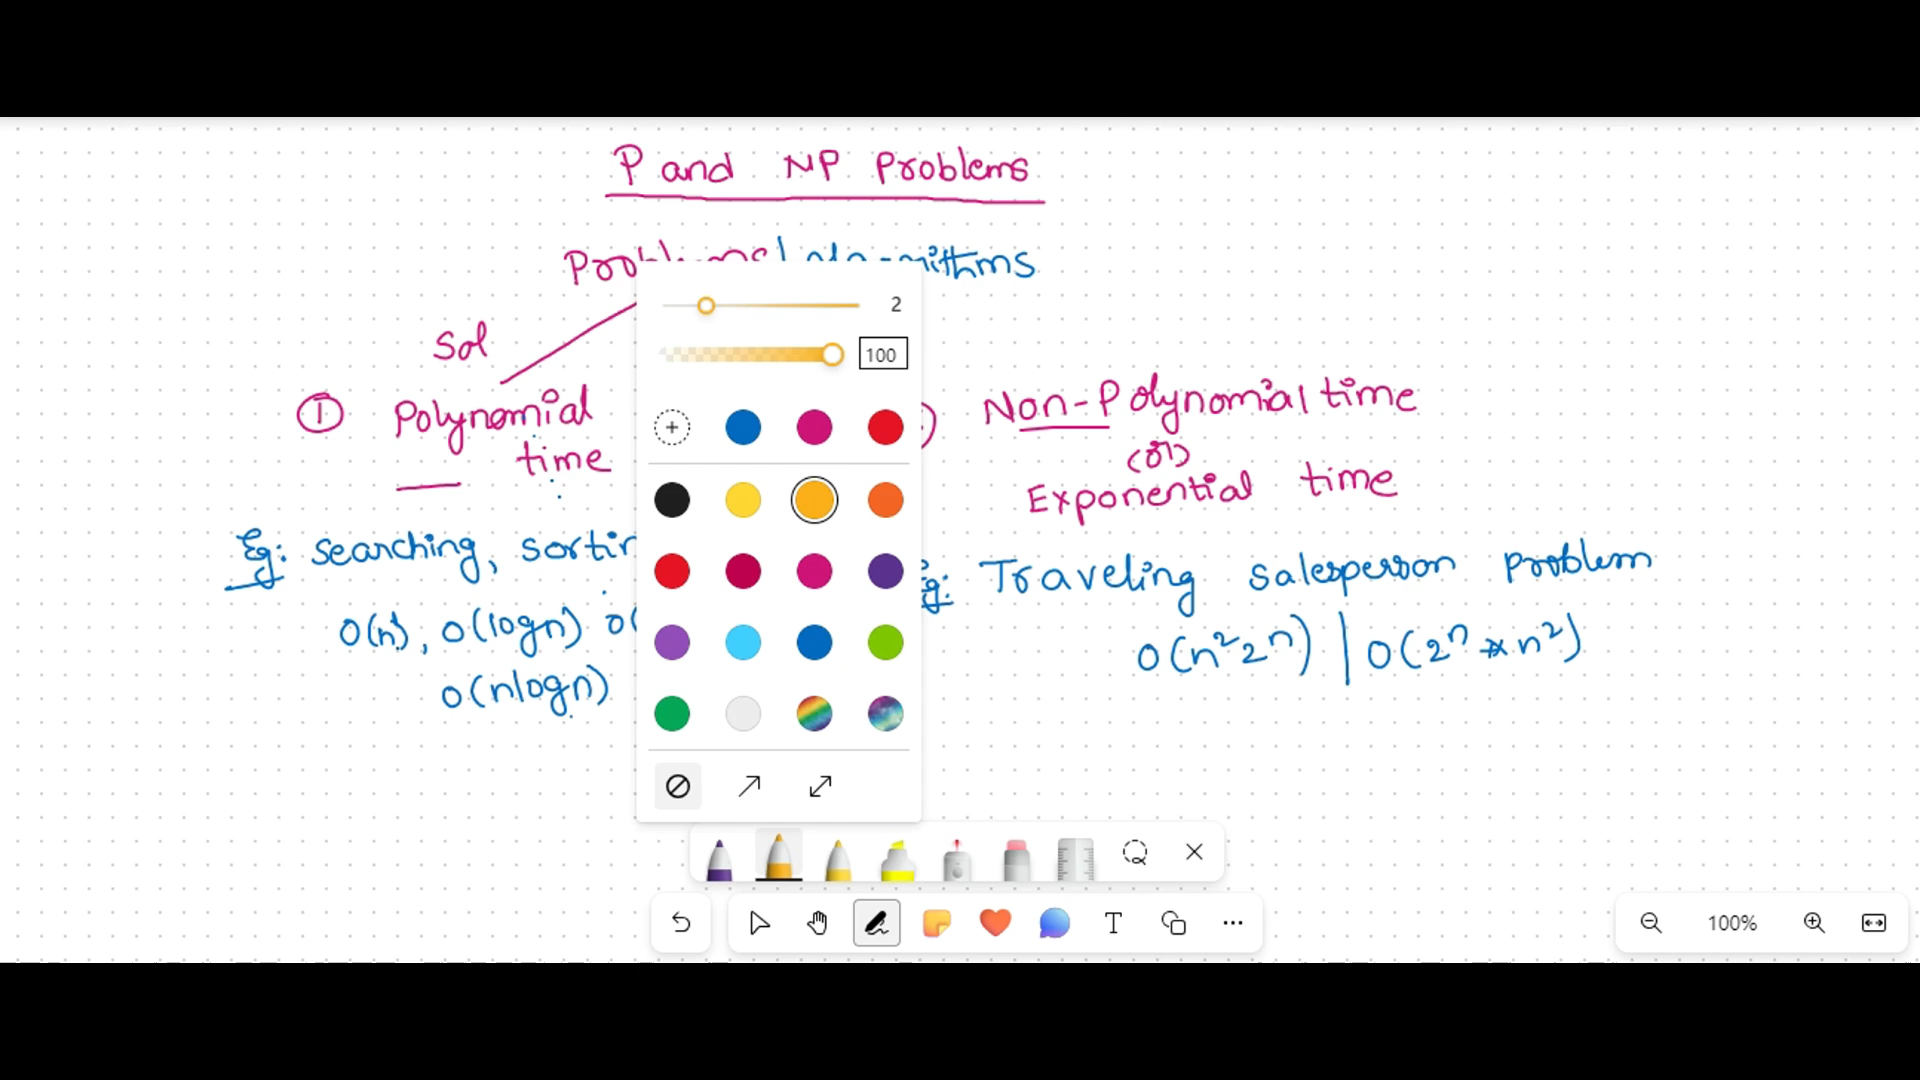 P and NP Problems
Problems | algorithms
2
Sol
100
① Polynomial
time
Non-Polynomial time
(or)
Exponential time
Eg: searching, sortin
Eg: Traveling salesperson problem
O(n), O(logn) O(
O(n²2ⁿ) | O(2ⁿ * n²)
O(nlogn)
T
100%